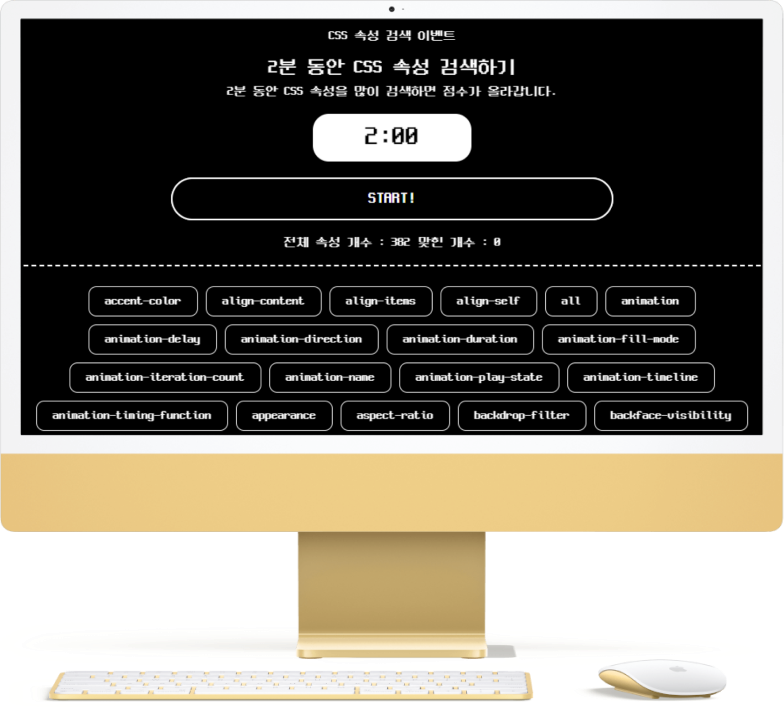 CSS 속성 검색 이벤트
2분 동안 CSS 속성 검색하기
2분 동안 CSS 속성을 많이 검색하면 점수가 올라갑니다.
2:00
START!
전체 속성 개수 : 382 맞힌 개수 : 0
accent-color align-content align-items align-self all animation
animation-delay animation-direction animation-duration animation-fill-mode
animation-iteration-count animation-name animation-play-state animation-timeline
animation-timing-function appearance aspect-ratio backdrop-filter backface-visibility